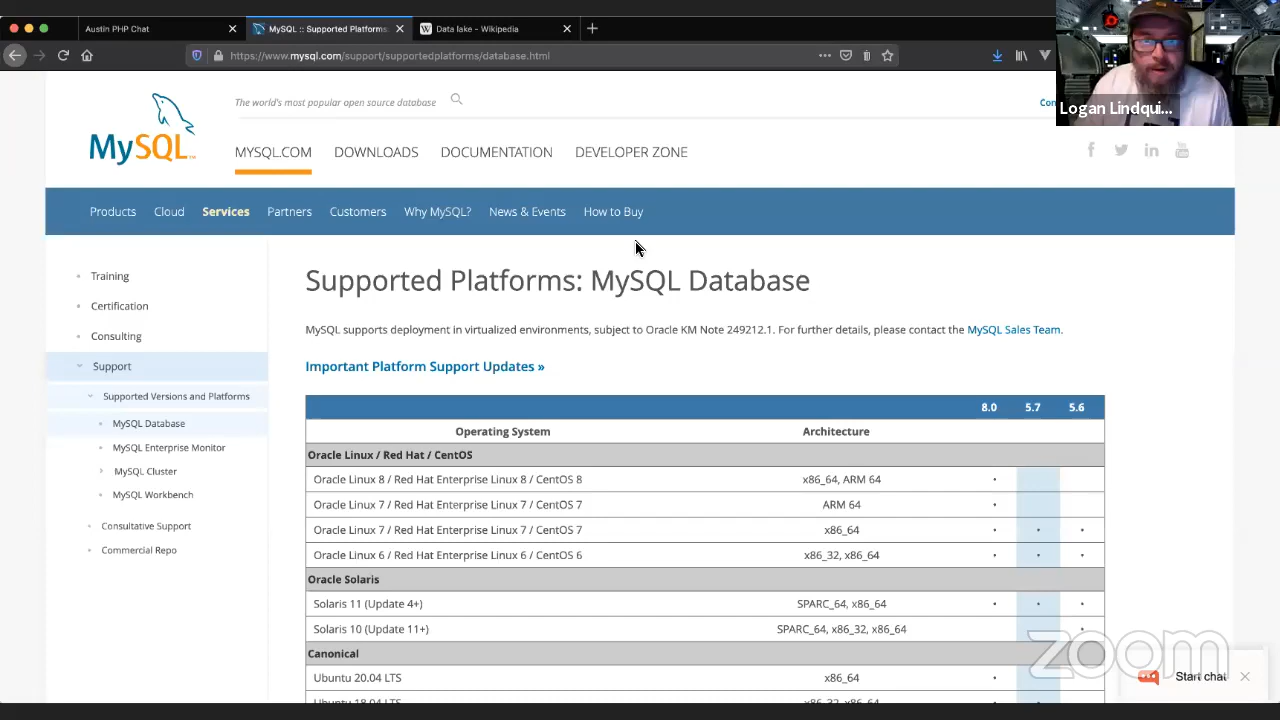 Austin PHP Chat
MySQL :: Supported Platforms:
Data lake - Wikipedia
https://www.mysql.com/support/supportedplatforms/database.html
Logan Lindqui...
MySQL
The world's most popular open source database
Con
MYSQL.COM DOWNLOADS DOCUMENTATION DEVELOPER ZONE
Products Cloud Services Partners Customers Why MySQL? News & Events How to Buy
Training
Certification
Consulting
Support
Supported Versions and Platforms
MySQL Database
MySQL Enterprise Monitor
MySQL Cluster
MySQL Workbench
Consultative Support
Commercial Repo
Supported Platforms: MySQL Database
MySQL supports deployment in virtualized environments, subject to Oracle KM Note 249212.1. For further details, please contact the MySQL Sales Team.
Important Platform Support Updates »
8.0 5.7 5.6
Operating System Architecture
Oracle Linux / Red Hat / CentOS
Oracle Linux 8 / Red Hat Enterprise Linux 8 / CentOS 8 x86_64, ARM 64 •
Oracle Linux 7 / Red Hat Enterprise Linux 7 / CentOS 7 ARM 64 •
Oracle Linux 7 / Red Hat Enterprise Linux 7 / CentOS 7 x86_64 • • •
Oracle Linux 6 / Red Hat Enterprise Linux 6 / CentOS 6 x86_32, x86_64 • • •
Oracle Solaris
Solaris 11 (Update 4+) SPARC_64, x86_64 • • •
Solaris 10 (Update 11+) SPARC_64, x86_32, x86_64 •
Canonical
Ubuntu 20.04 LTS x86_64 •
Ubuntu 18.04 LTS x86_32, x86_64
zoom
Start chat